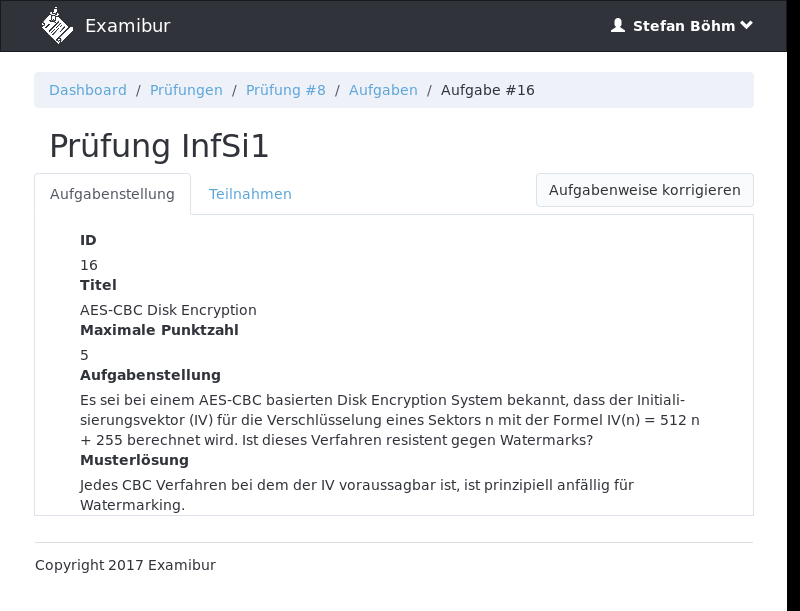 Examibur
Stefan Böhm
Dashboard / Prüfungen / Prüfung #8 / Aufgaben / Aufgabe #16
Prüfung InfSi1
Aufgabenstellung Teilnahmen Aufgabenweise korrigieren
ID
16
Titel
AES-CBC Disk Encryption
Maximale Punktzahl
5
Aufgabenstellung
Es sei bei einem AES-CBC basierten Disk Encryption System bekannt, dass der Initiali-
sierungsvektor (IV) für die Verschlüsselung eines Sektors n mit der Formel IV(n) = 512 n
+ 255 berechnet wird. Ist dieses Verfahren resistent gegen Watermarks?
Musterlösung
Jedes CBC Verfahren bei dem der IV voraussagbar ist, ist prinzipiell anfällig für
Watermarking.
Copyright 2017 Examibur